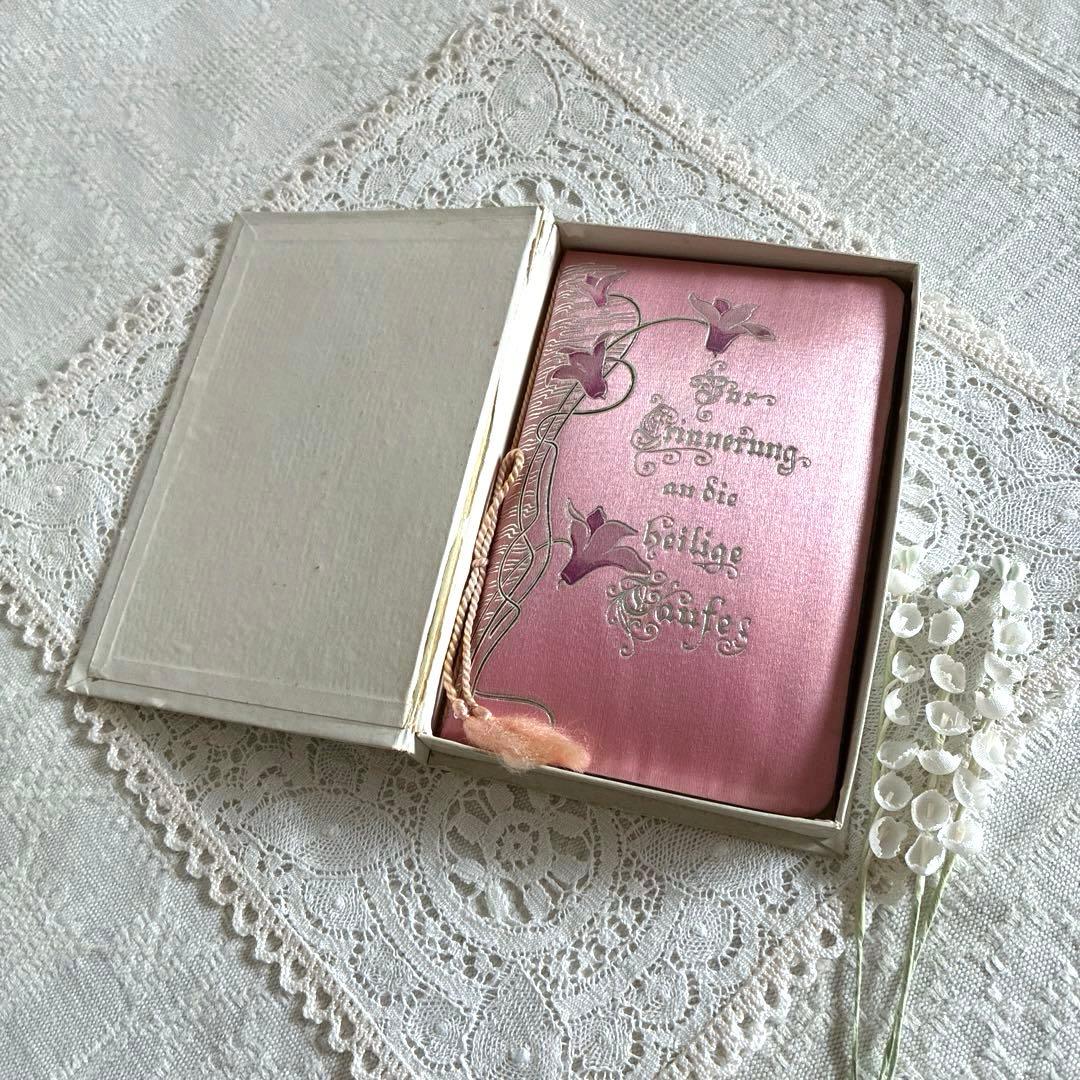 Zur
Erinnerung
an die
heilige
Taufe.